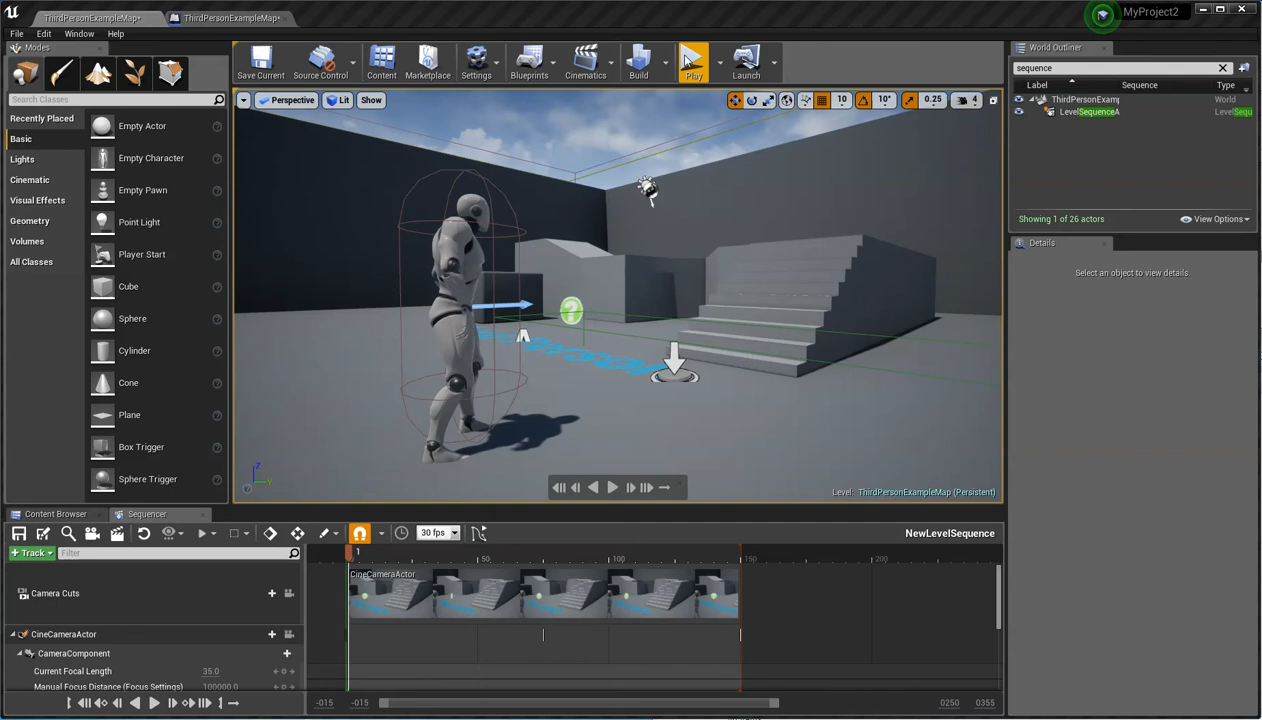 ThirdPersonExampleMap•
ThirdPersonExampleMap•
MyProject2
File Edit Window Help
Modes
Search Classes
Recently Placed
Basic
Lights
Cinematic
Visual Effects
Geometry
Volumes
All Classes
Empty Actor
Empty Character
Empty Pawn
Point Light
Player Start
Cube
Sphere
Cylinder
Cone
Plane
Box Trigger
Sphere Trigger
Save Current
Source Control
Content
Marketplace
Settings
Blueprints
Cinematics
Build
Play
Launch
Perspective Lit Show
10 10° 0.25 4
Level: ThirdPersonExampleMap (Persistent)
World Outliner
sequence
Label Sequence Type
ThirdPersonExamp World
LevelSequenceA LevelSequ
Showing 1 of 26 actors
View Options
Details
Select an object to view details.
Content Browser
Sequencer
30 fps
NewLevelSequence
+ Track Filter
1
50 100 150 200
Camera Cuts
CineCameraActor
CineCameraActor
CameraComponent
Current Focal Length 35.0
Manual Focus Distance (Focus Settings) 100000.0
-015 -015 0250 0355